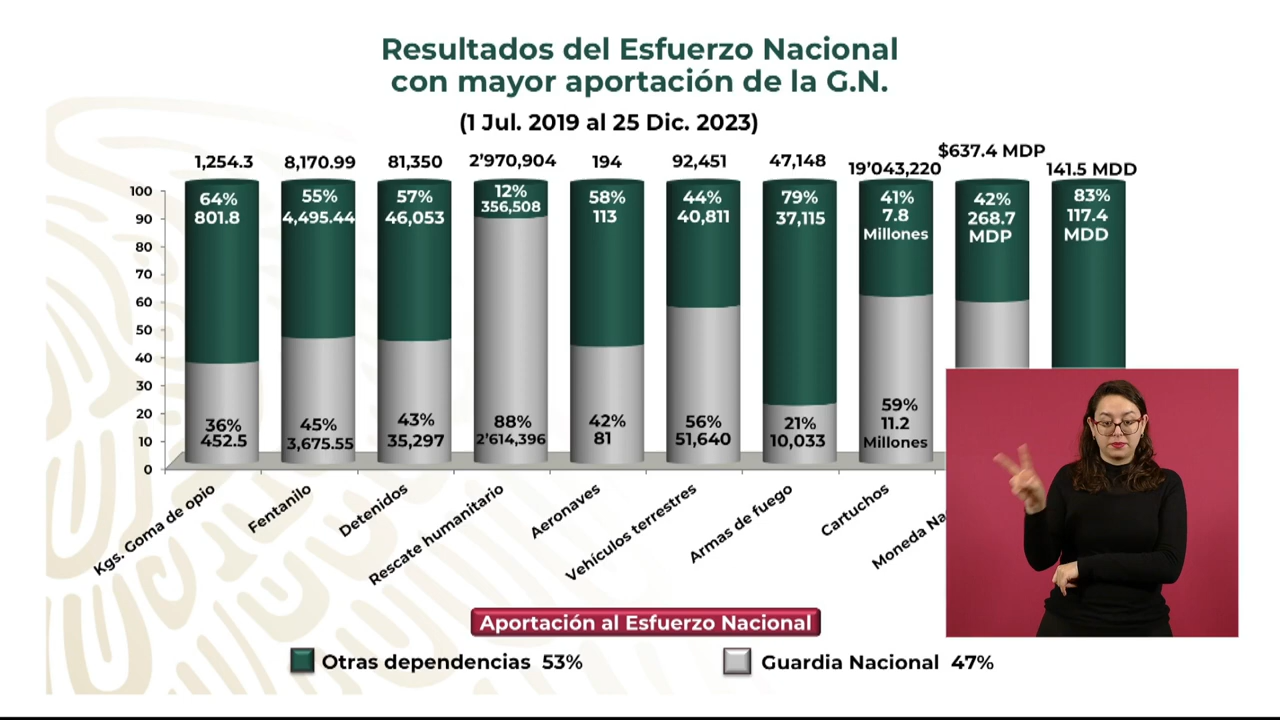 Resultados del Esfuerzo Nacional
con mayor aportación de la G.N.
(1 Jul. 2019 al 25 Dic. 2023)
1,254.3
8,170.99
81,350
2’970,904
194
92,451
47,148
19’043,220
$637.4 MDP
141.5 MDD
100
90
80
70
60
50
40
30
20
10
0
64%
801.8
55%
4,495.44
57%
46,053
12%
356,508
58%
113
44%
40,811
79%
37,115
41%
7.8
Millones
42%
268.7
MDP
83%
117.4
MDD
36%
452.5
45%
3,675.55
43%
35,297
88%
2’614,396
42%
81
56%
51,640
21%
10,033
59%
11.2
Millones
Kgs. Goma de opio
Fentanilo
Detenidos
Rescate humanitario
Aeronaves
Vehículos terrestres
Armas de fuego
Cartuchos
Moneda Na
Aportación al Esfuerzo Nacional
Otras dependencias 53%
Guardia Nacional 47%